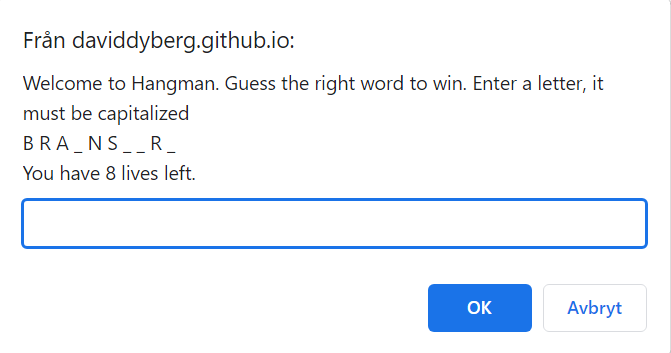 Från daviddyberg.github.io:
Welcome to Hangman. Guess the right word to win. Enter a letter, it
must be capitalized
B R A _ N S _ _ R _
You have 8 lives left.
OK Avbryt